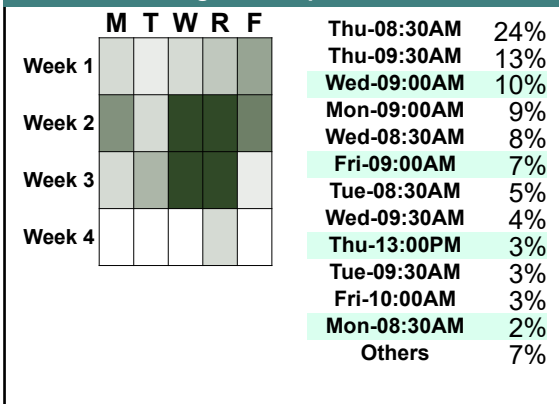 M T W R F
Week 1
Week 2
Week 3
Week 4
Thu-08:30AM 24%
Thu-09:30AM 13%
Wed-09:00AM 10%
Mon-09:00AM 9%
Wed-08:30AM 8%
Fri-09:00AM 7%
Tue-08:30AM 5%
Wed-09:30AM 4%
Thu-13:00PM 3%
Tue-09:30AM 3%
Fri-10:00AM 3%
Mon-08:30AM 2%
Others 7%